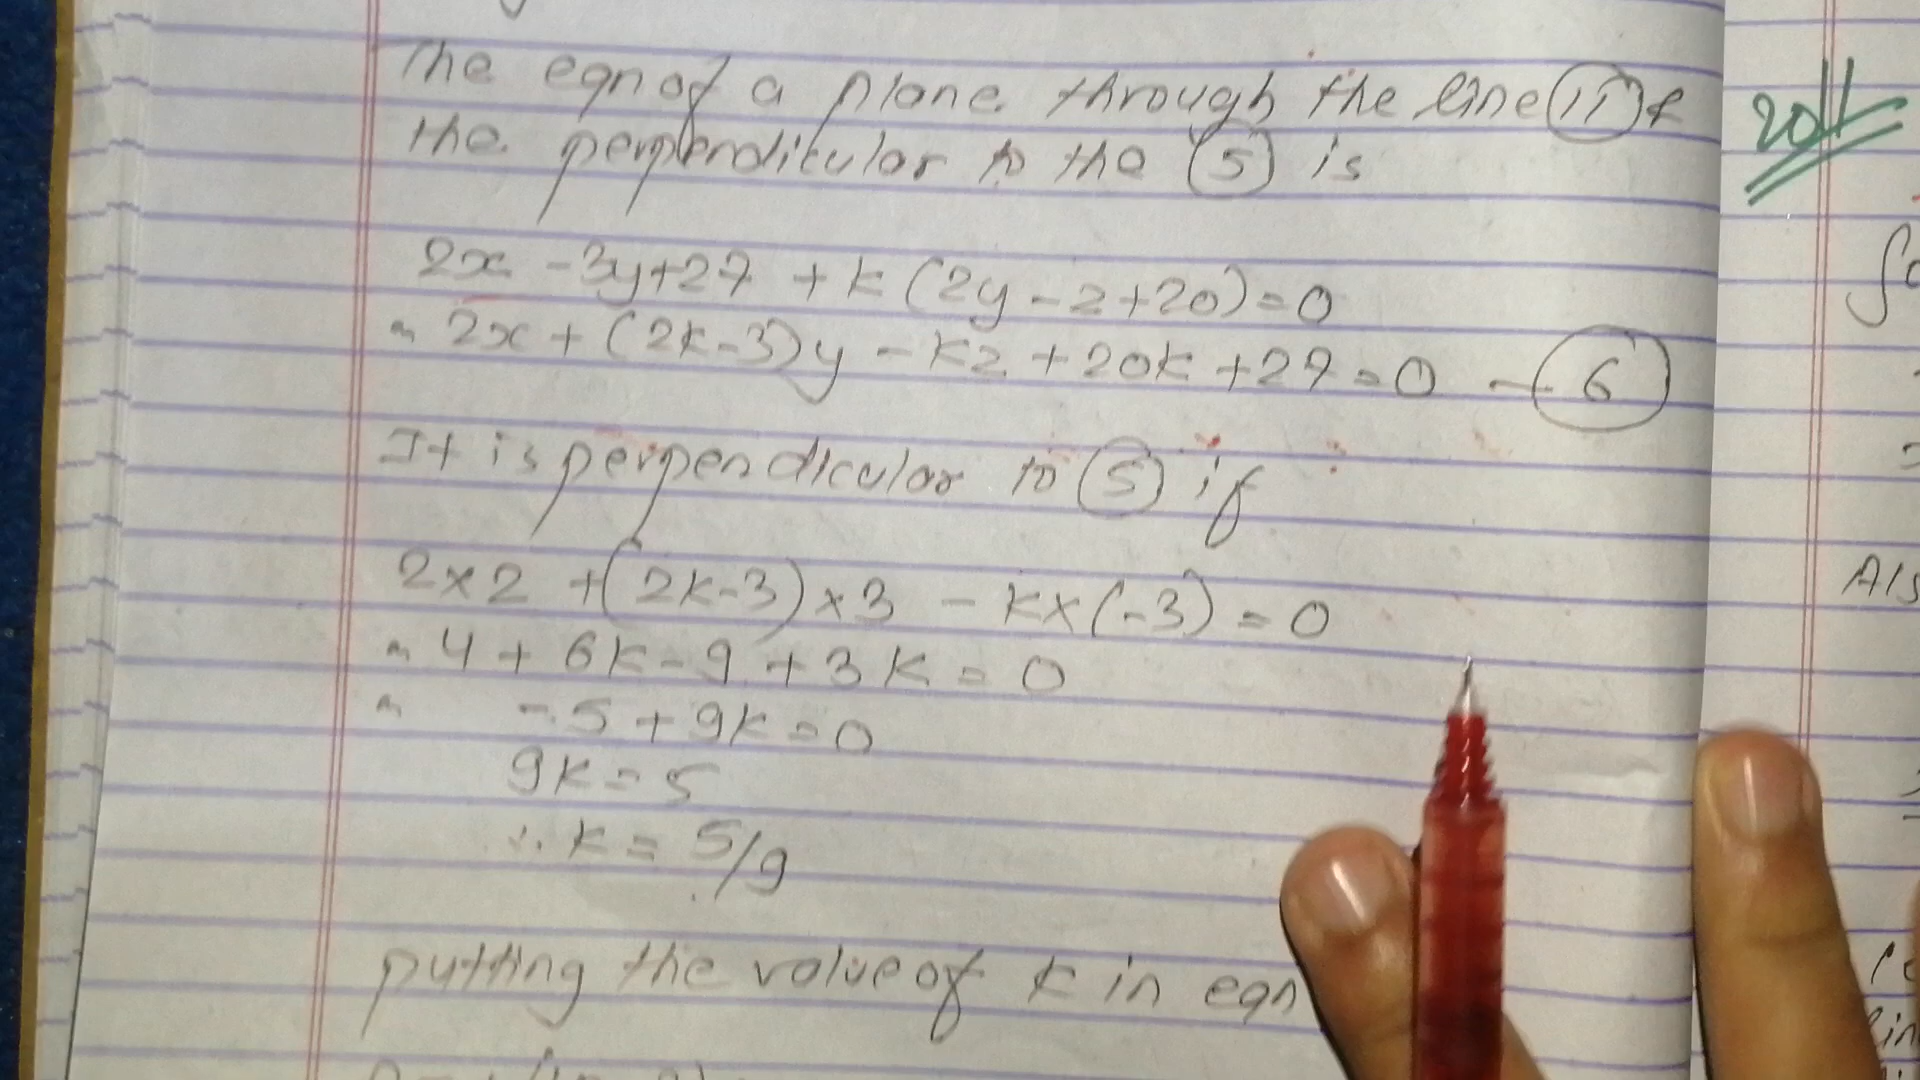 The eqn of a plane through the line (ii) &
the perpendicular to the (5) is
2x - 3y + 27 + k (2y - z + 20) = 0
2x + (2k - 3)y - kz + 20k + 27 = 0 — (6)
It is perpendicular to (5) if
2 × 2 + (2k - 3) × 3 - k × (-3) = 0
4 + 6k - 9 + 3k = 0
- 5 + 9k = 0
9k = 5
∴ k = 5/9
putting the value of k in eqn
2011
Als